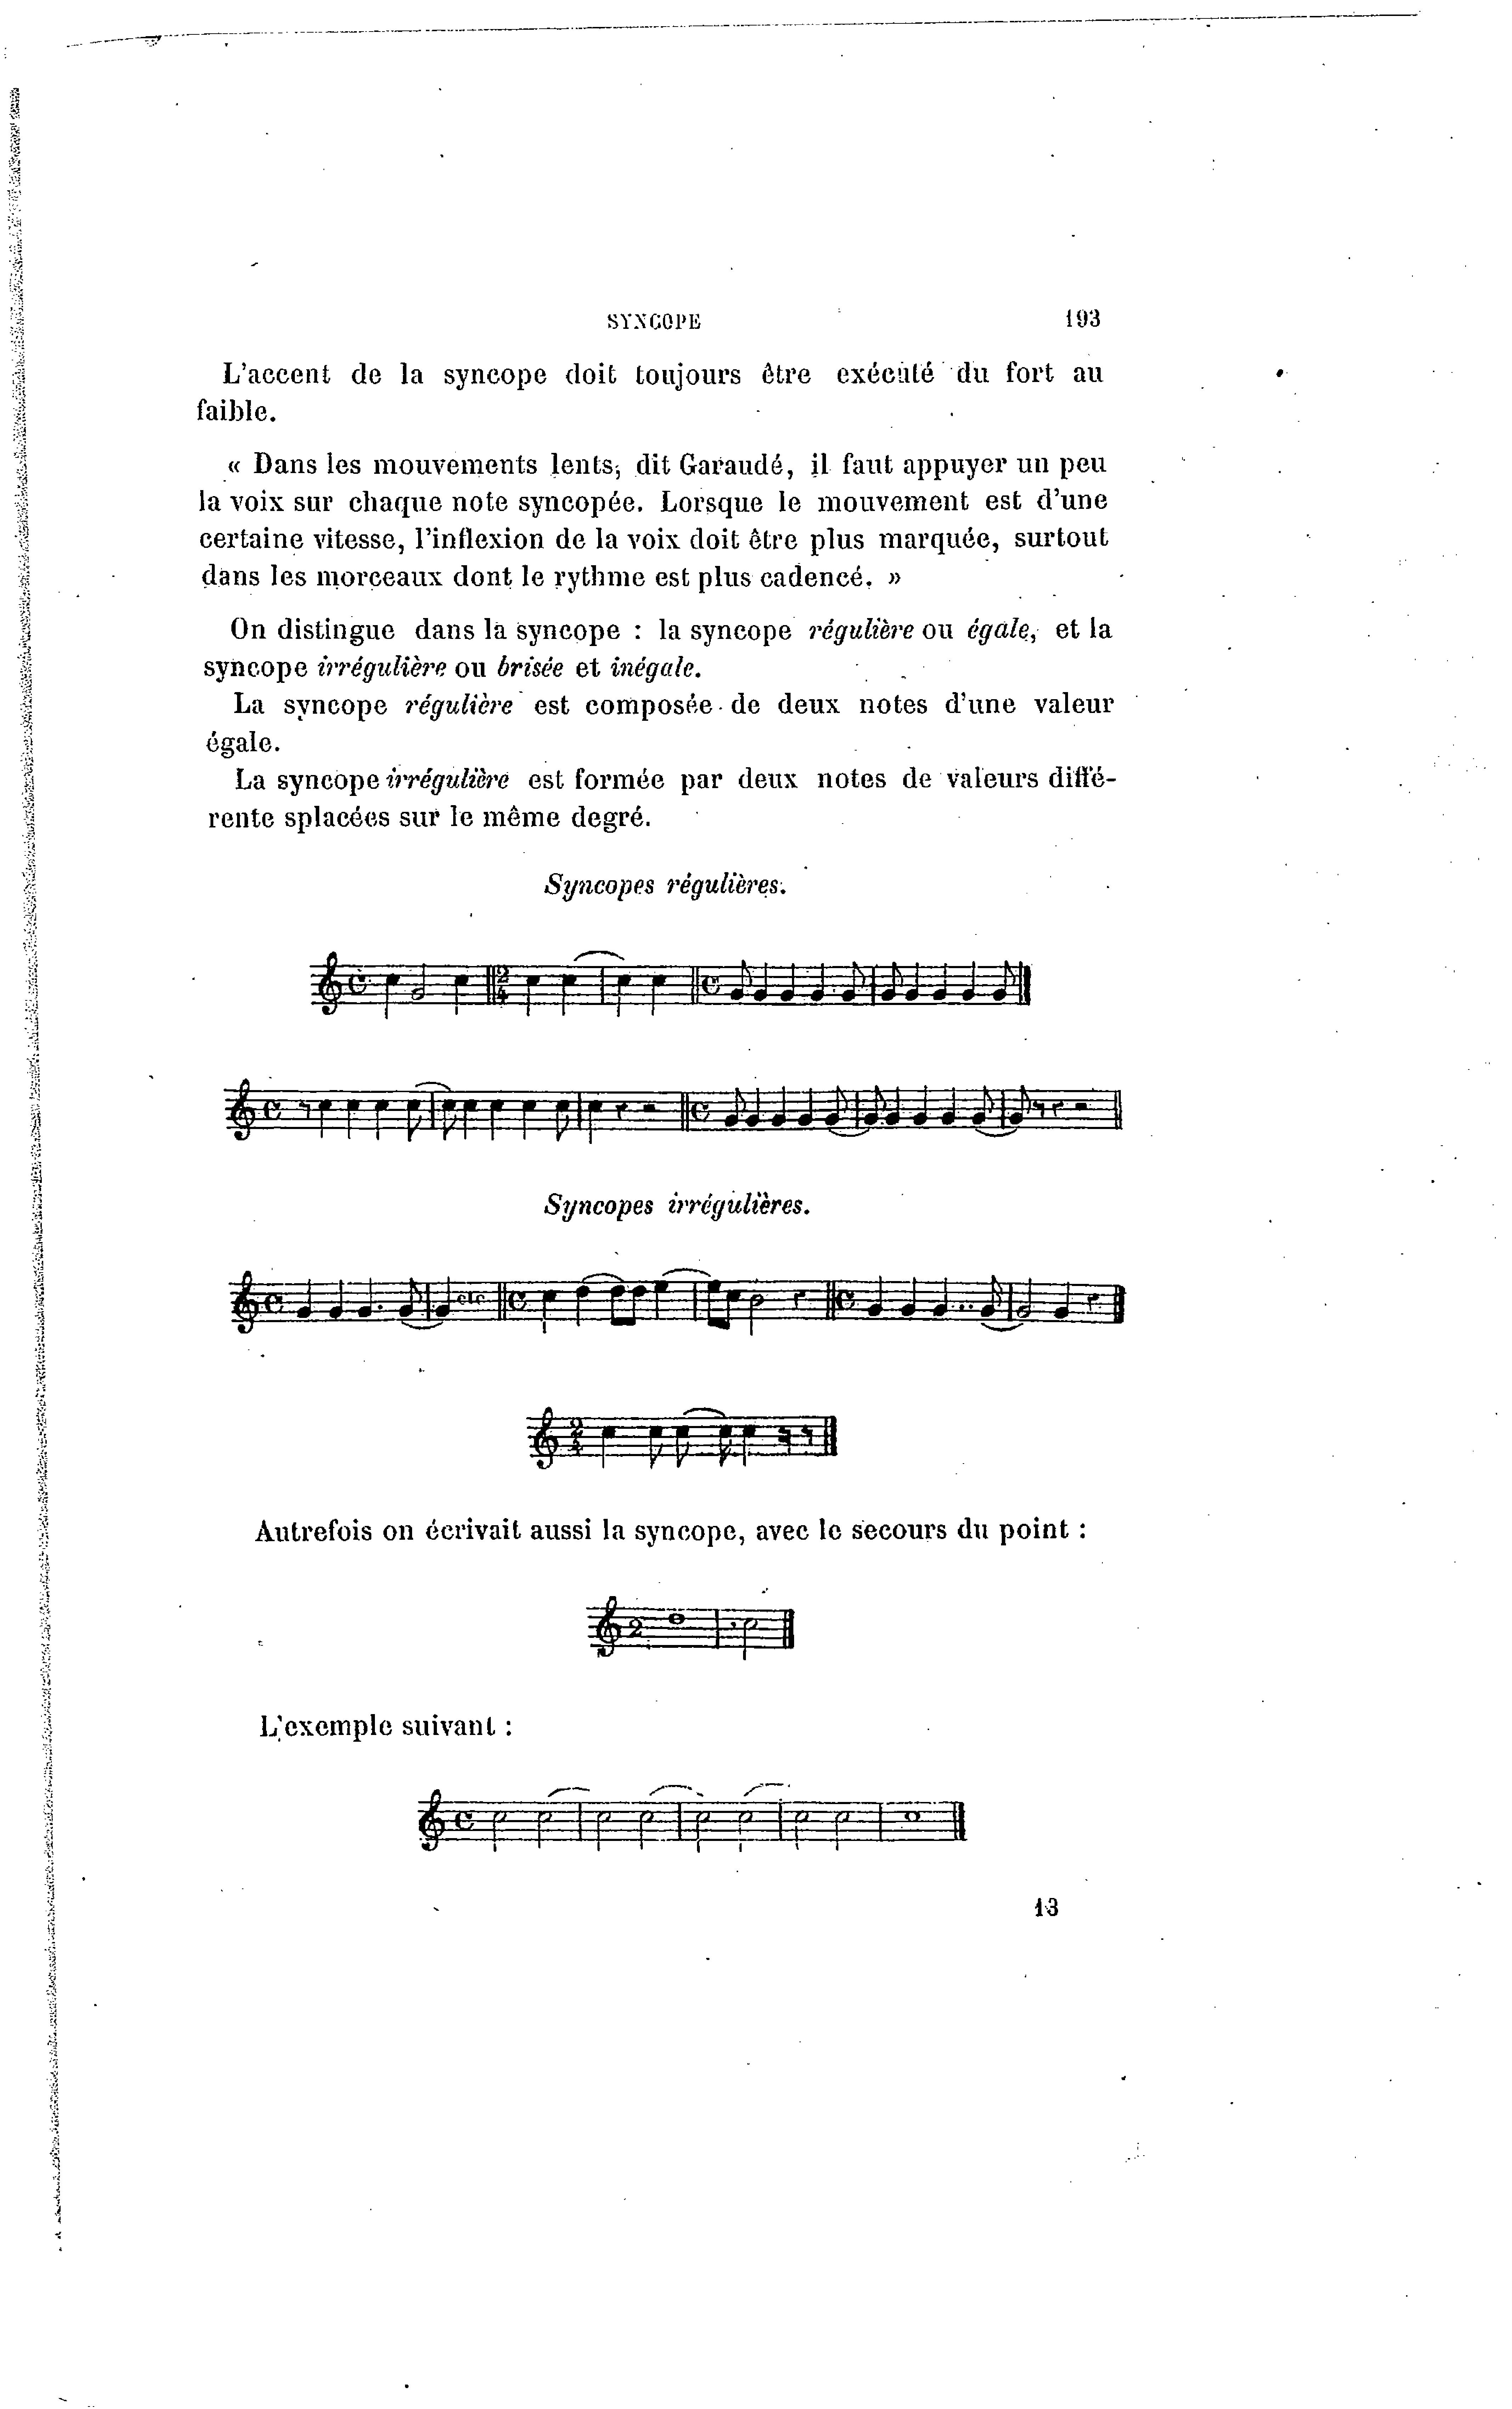 SYNCOPE 193
L'accent de la syncope doit toujours être exécuté du fort au
faible.
« Dans les mouvements lents, dit Garaudé, il faut appuyer un peu
la voix sur chaque note syncopée. Lorsque le mouvement est d'une
certaine vitesse, l'inflexion de la voix doit être plus marquée, surtout
dans les morceaux dont le rythme est plus cadencé. »
On distingue dans la syncope : la syncope régulière ou égale, et la
syncope irrégulière ou brisée et inégale.
La syncope régulière est composée de deux notes d'une valeur
égale.
La syncope irrégulière est formée par deux notes de valeurs diffé-
rente splacées sur le même degré.
Syncopes régulières.
Syncopes irrégulières.
etc
Autrefois on écrivait aussi la syncope, avec le secours du point :
L'exemple suivant :
13